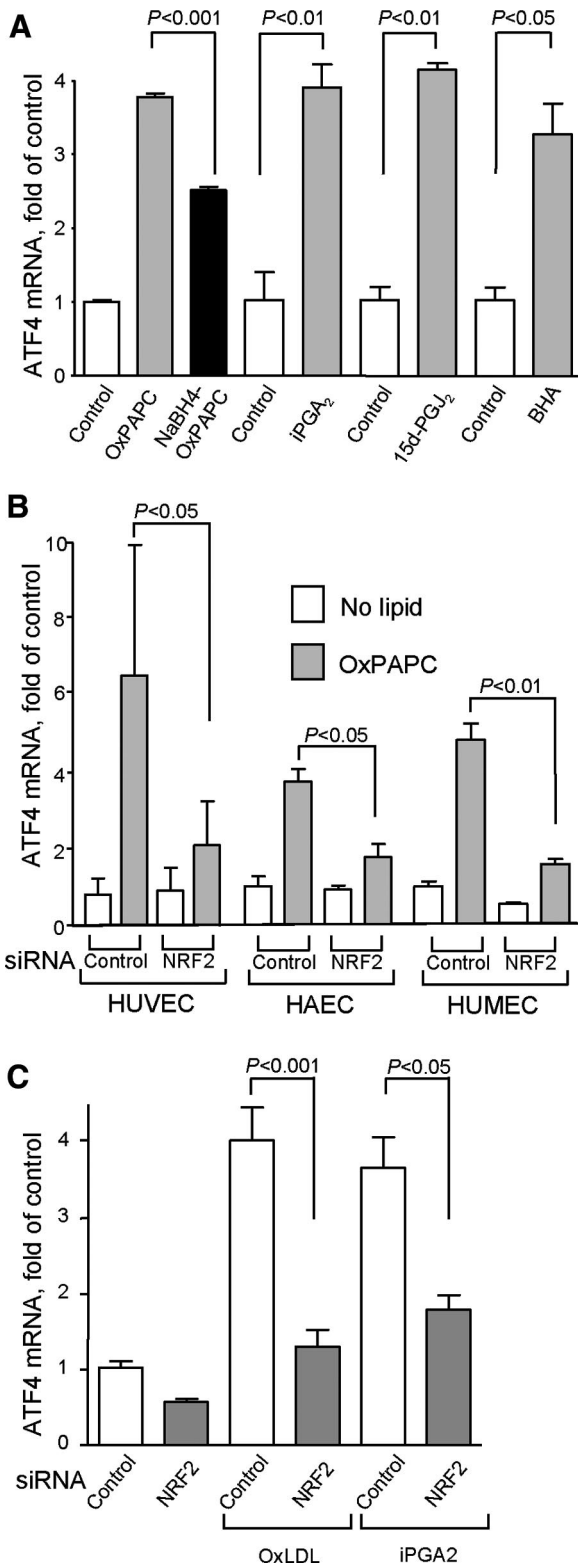 A
P<0.001 P<0.01 P<0.01 P<0.05
ATF4 mRNA, fold of control
4
3
2
1
0
Control
OxPAPC
NaBH4-
OxPAPC
Control
iPGA₂
Control
15d-PGJ₂
Control
BHA
B
P<0.05
10
8
6
4
2
0
ATF4 mRNA, fold of control
No lipid
OxPAPC
P<0.05
P<0.01
siRNA Control NRF2 Control NRF2 Control NRF2
HUVEC HAEC HUMEC
C
P<0.001 P<0.05
ATF4 mRNA, fold of control
4
3
2
1
0
siRNA Control NRF2 Control NRF2 Control NRF2
OxLDL iPGA2